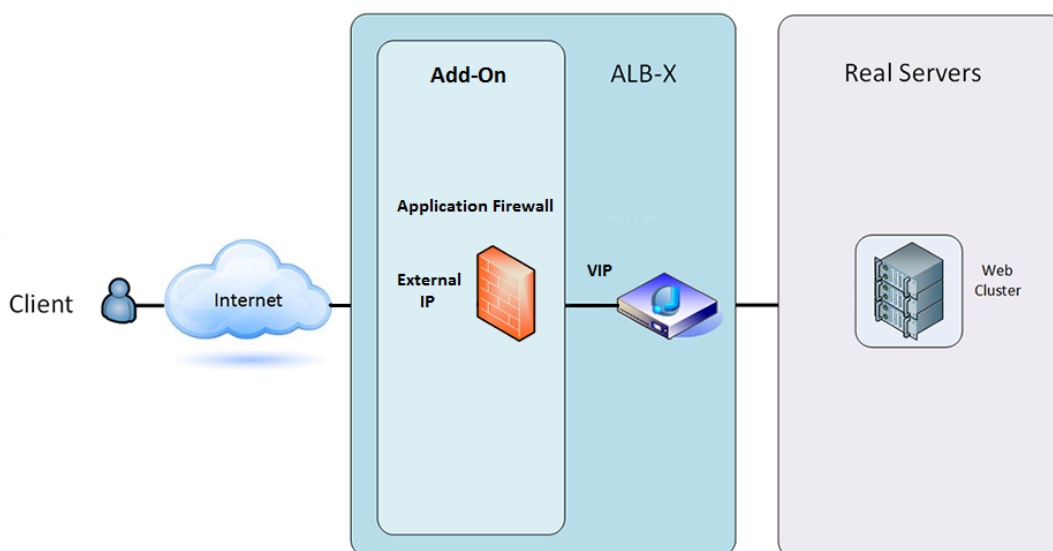 Add-On
ALB-X
Real Servers
Application Firewall
External
IP
VIP
Client
Internet
Web
Cluster